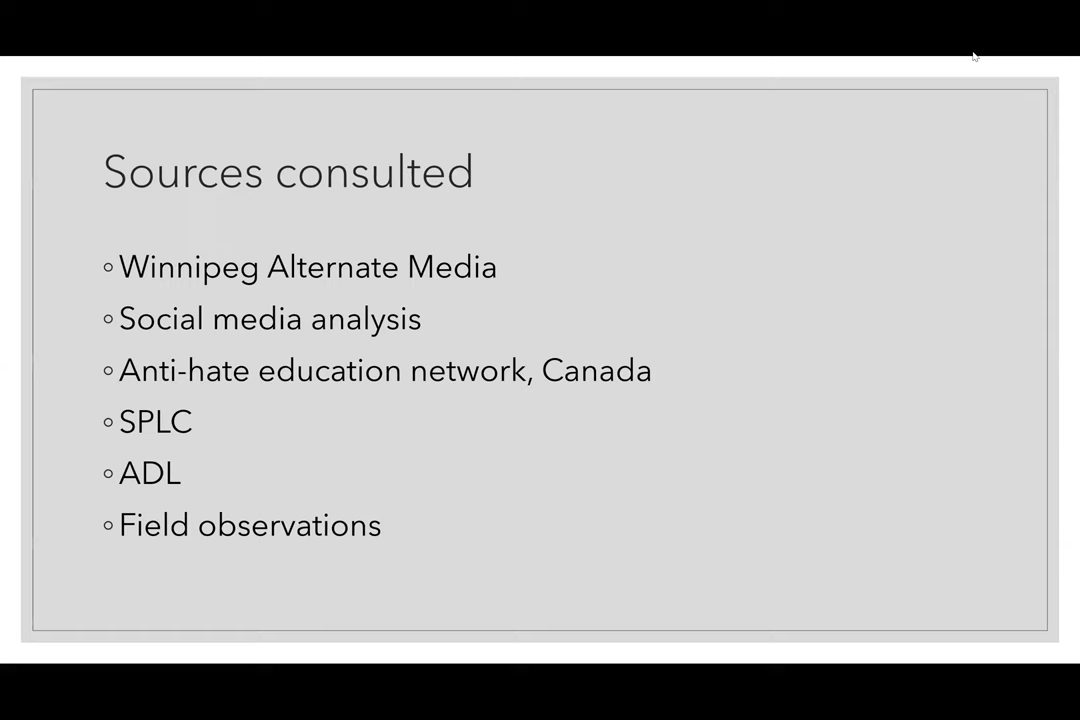 Sources consulted
◦Winnipeg Alternate Media
◦Social media analysis
◦Anti-hate education network, Canada
◦SPLC
◦ADL
◦Field observations